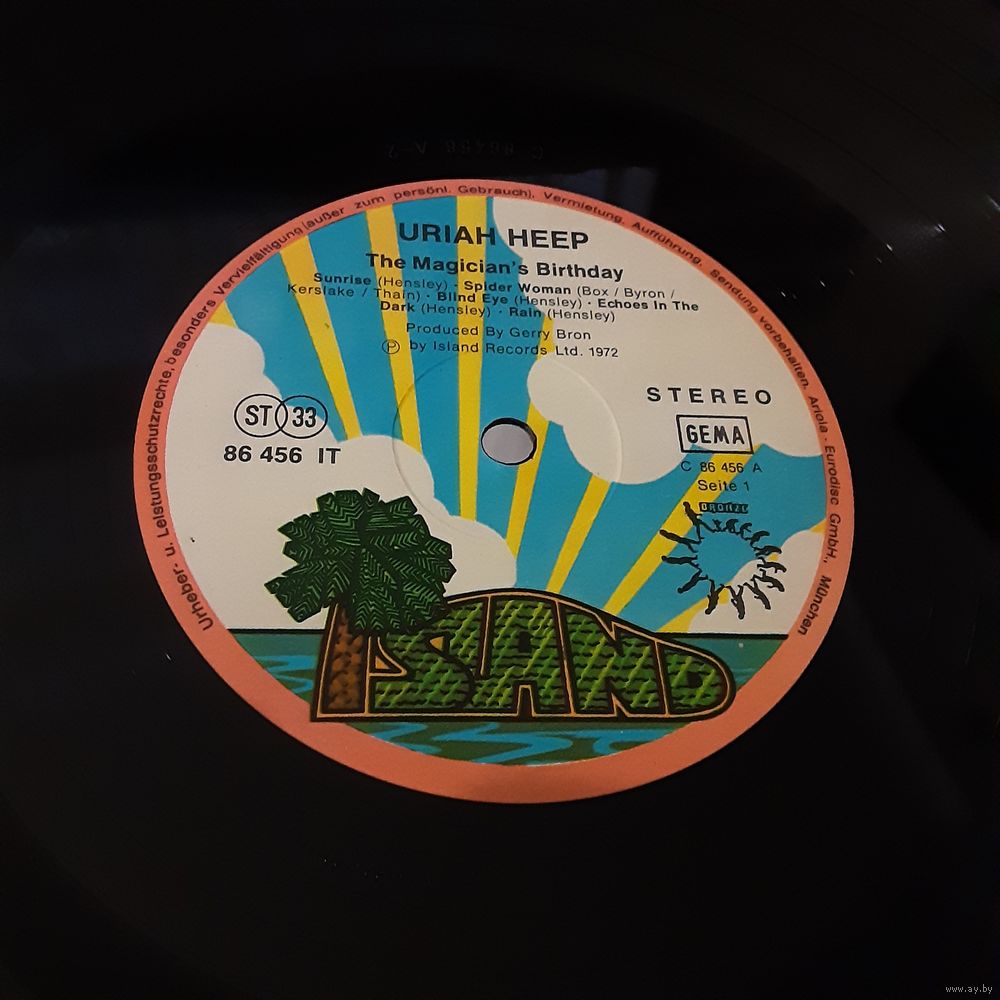 C 86456 A-2
Urheber- u. Leistungsschutzrechte, besonders Vervielfältigung (außer zum persönl. Gebrauch), Vermietung, Aufführung, Sendung vorbehalten. Ariola-Eurodisc GmbH., München
URIAH HEEP
The Magician's Birthday
Sunrise (Hensley) · Spider Woman (Box / Byron /
Kerslake / Thain) · Blind Eye (Hensley) · Echoes In The
Dark (Hensley) · Rain (Hensley)
Produced By Gerry Bron
Ⓟ by Island Records Ltd. 1972
STEREO
ST 33
GEMA
86 456 IT
C 86 456 A
Seite 1
BRONZE
ISLAND
www.ay.by